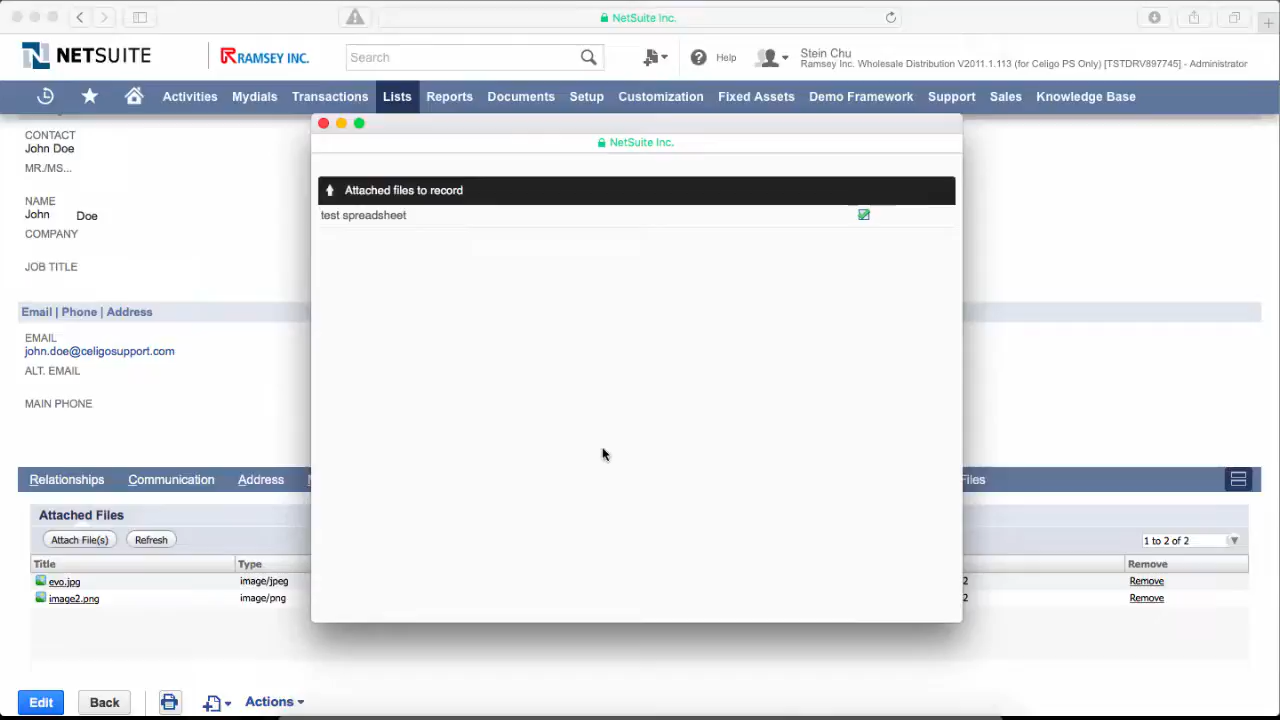 NetSuite Inc.
NETSUITE
RAMSEY INC.
Search
Help
Stein Chu
Ramsey Inc. Wholesale Distribution V2011.1.113 (for Celigo PS Only) [TSTDRV897745] - Administrator
Activities Mydials Transactions Lists Reports Documents Setup Customization Fixed Assets Demo Framework Support Sales Knowledge Base
NetSuite Inc.
Attached files to record
test spreadsheet
CONTACT
John Doe
MR./MS...
NAME
John Doe
COMPANY
JOB TITLE
Email | Phone | Address
EMAIL
john.doe@celigosupport.com
ALT. EMAIL
MAIN PHONE
Relationships Communication Address Files
Attached Files
Attach File(s) Refresh 1 to 2 of 2
Title Type Remove
evo.jpg image/jpeg 2 Remove
image2.png image/png 2 Remove
Edit Back Actions